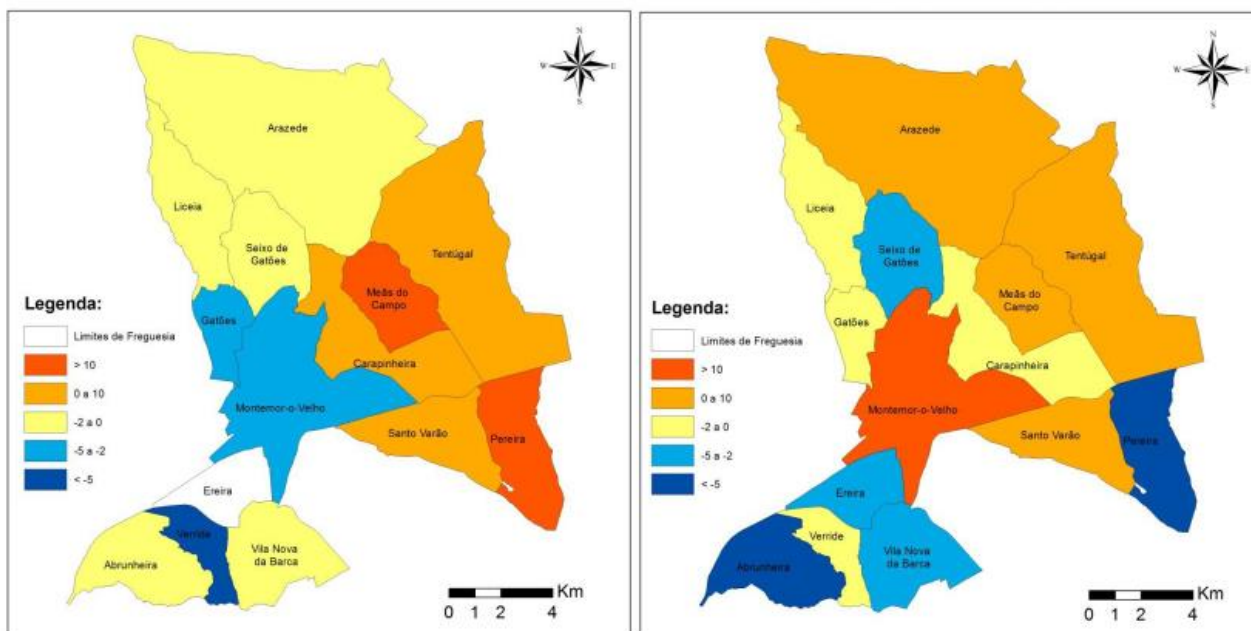 N
W E
S
Arazede
Liceia
Seixo de
Gatões
Tentúgal
Meãs do
Campo
Legenda:
Gatões
Limites de Freguesia
> 10
0 a 10
-2 a 0
-5 a -2
< -5
Carapinheira
Montemor-o-Velho
Santo Varão
Pereira
Ereira
Verride
Vila Nova
da Barca
Abrunheira
Km
0 1 2 4
N
W E
S
Arazede
Liceia
Seixo de
Gatões
Tentúgal
Meãs do
Campo
Legenda:
Gatões
Limites de Freguesia
> 10
0 a 10
-2 a 0
-5 a -2
< -5
Carapinheira
Montemor-o-Velho
Santo Varão
Pereira
Ereira
Verride
Vila Nova
da Barca
Abrunheira
Km
0 1 2 4